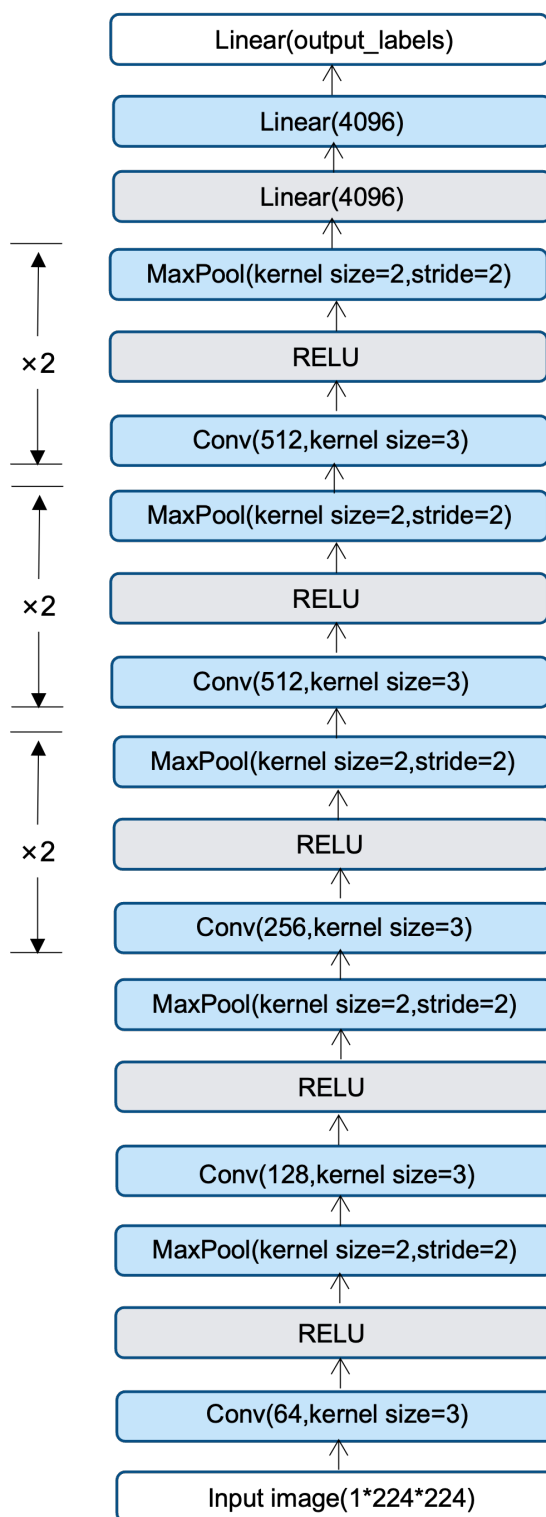 Linear(output_labels)
Linear(4096)
Linear(4096)
MaxPool(kernel size=2,stride=2)
×2
RELU
Conv(512,kernel size=3)
MaxPool(kernel size=2,stride=2)
×2
RELU
Conv(512,kernel size=3)
MaxPool(kernel size=2,stride=2)
×2
RELU
Conv(256,kernel size=3)
MaxPool(kernel size=2,stride=2)
RELU
Conv(128,kernel size=3)
MaxPool(kernel size=2,stride=2)
RELU
Conv(64,kernel size=3)
Input image(1*224*224)